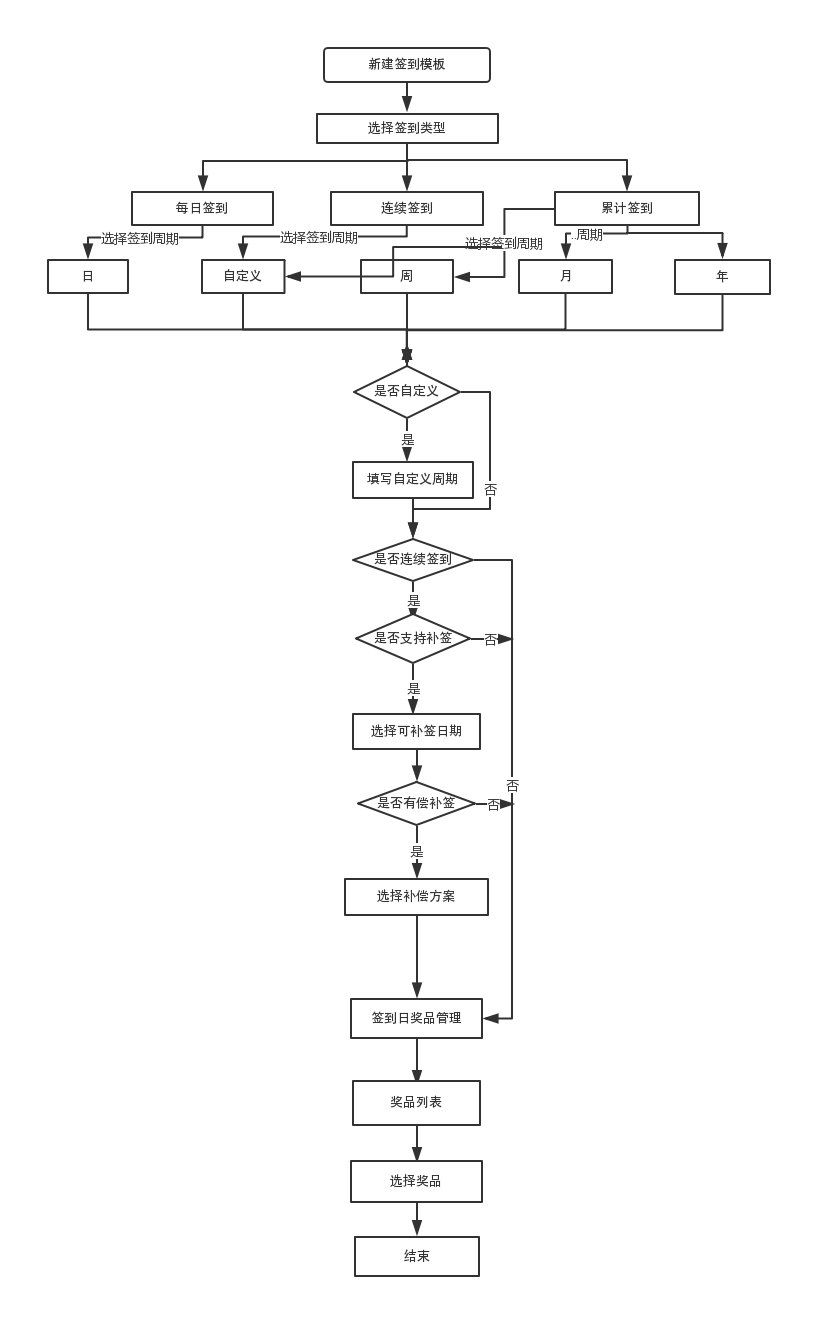 新建签到模板
选择签到类型
每日签到
连续签到
累计签到
选择签到周期
选择签到周期
选择签到周期
..周期
日
自定义
周
月
年
是否自定义
是
填写自定义周期
否
是否连续签到
是
是否支持补签
否
是
选择可补签日期
否
是否有偿补签
否
是
选择补偿方案
签到日奖品管理
奖品列表
选择奖品
结束